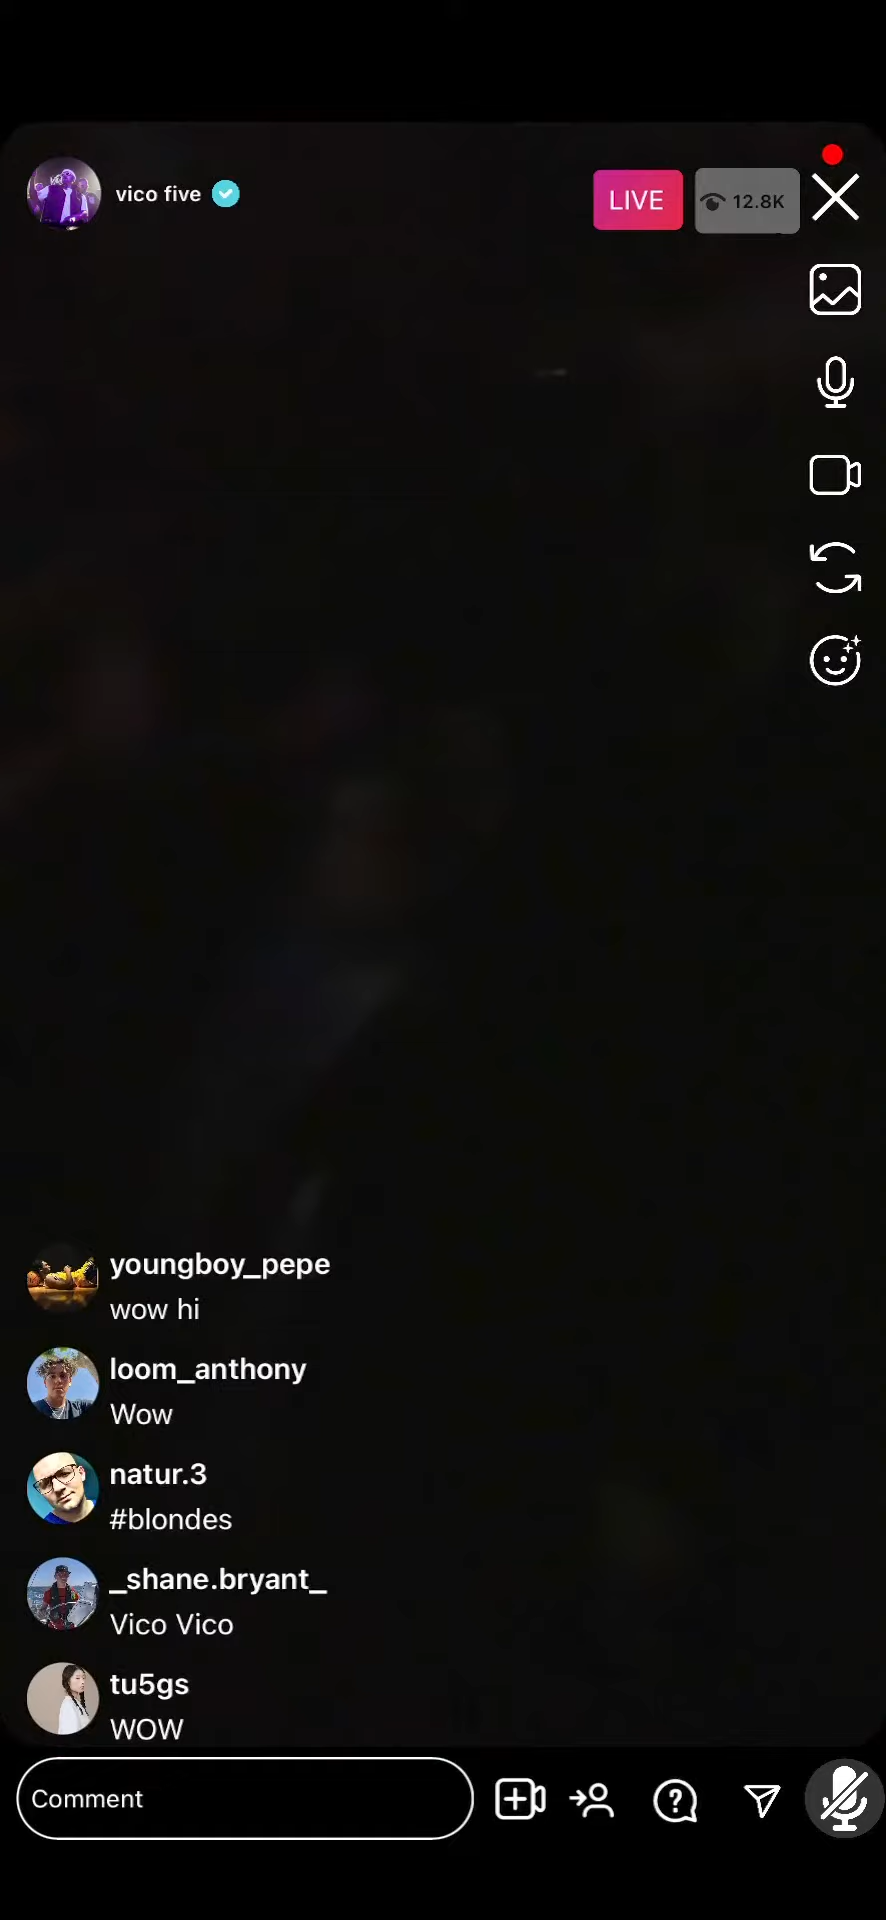 vico five
LIVE
12.8K
youngboy_pepe
wow hi
loom_anthony
Wow
natur.3
#blondes
_shane.bryant_
Vico Vico
tu5gs
WOW
Comment